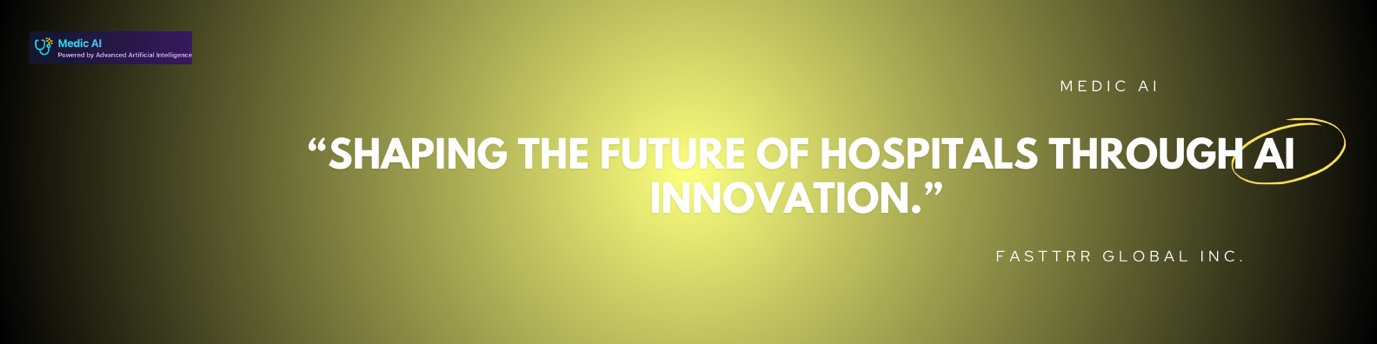 Medic AI
Powered by Advanced Artificial Intelligence
MEDIC AI
“SHAPING THE FUTURE OF HOSPITALS THROUGH AI
INNOVATION.”
FASTTRR GLOBAL INC.